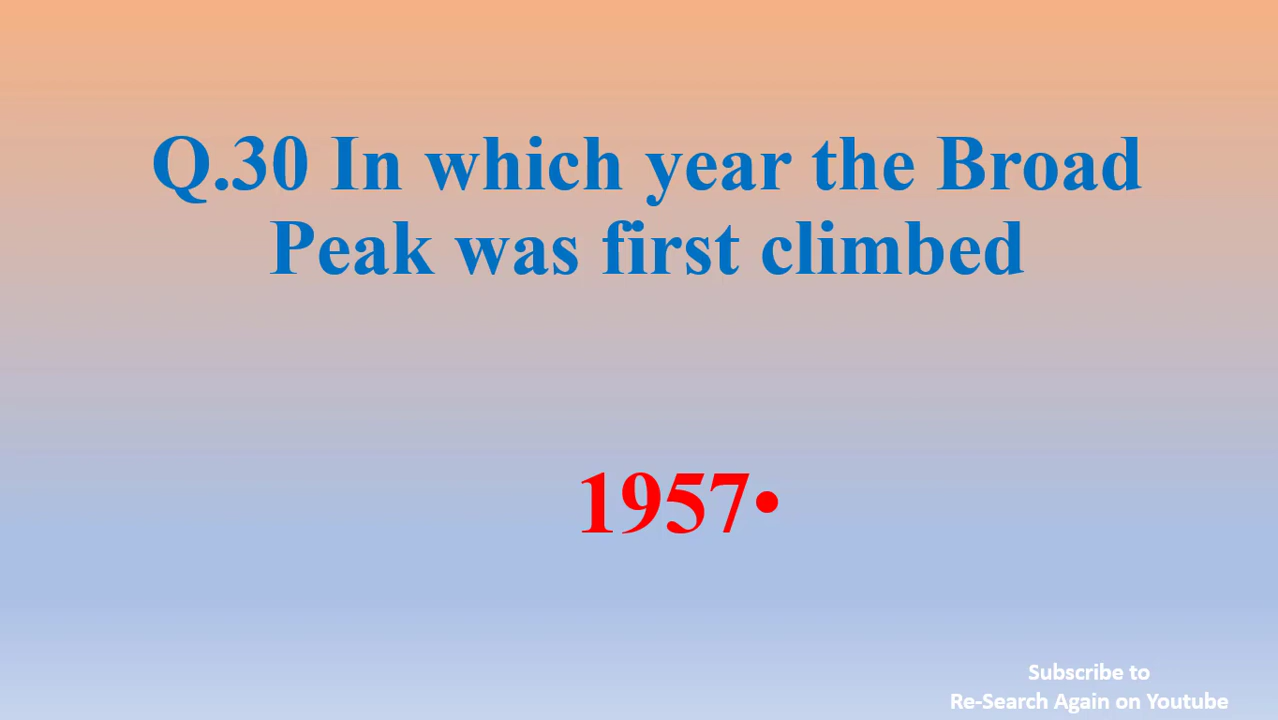 Q.30 In which year the Broad
Peak was first climbed
1957•
Subscribe to
Re-Search Again on Youtube